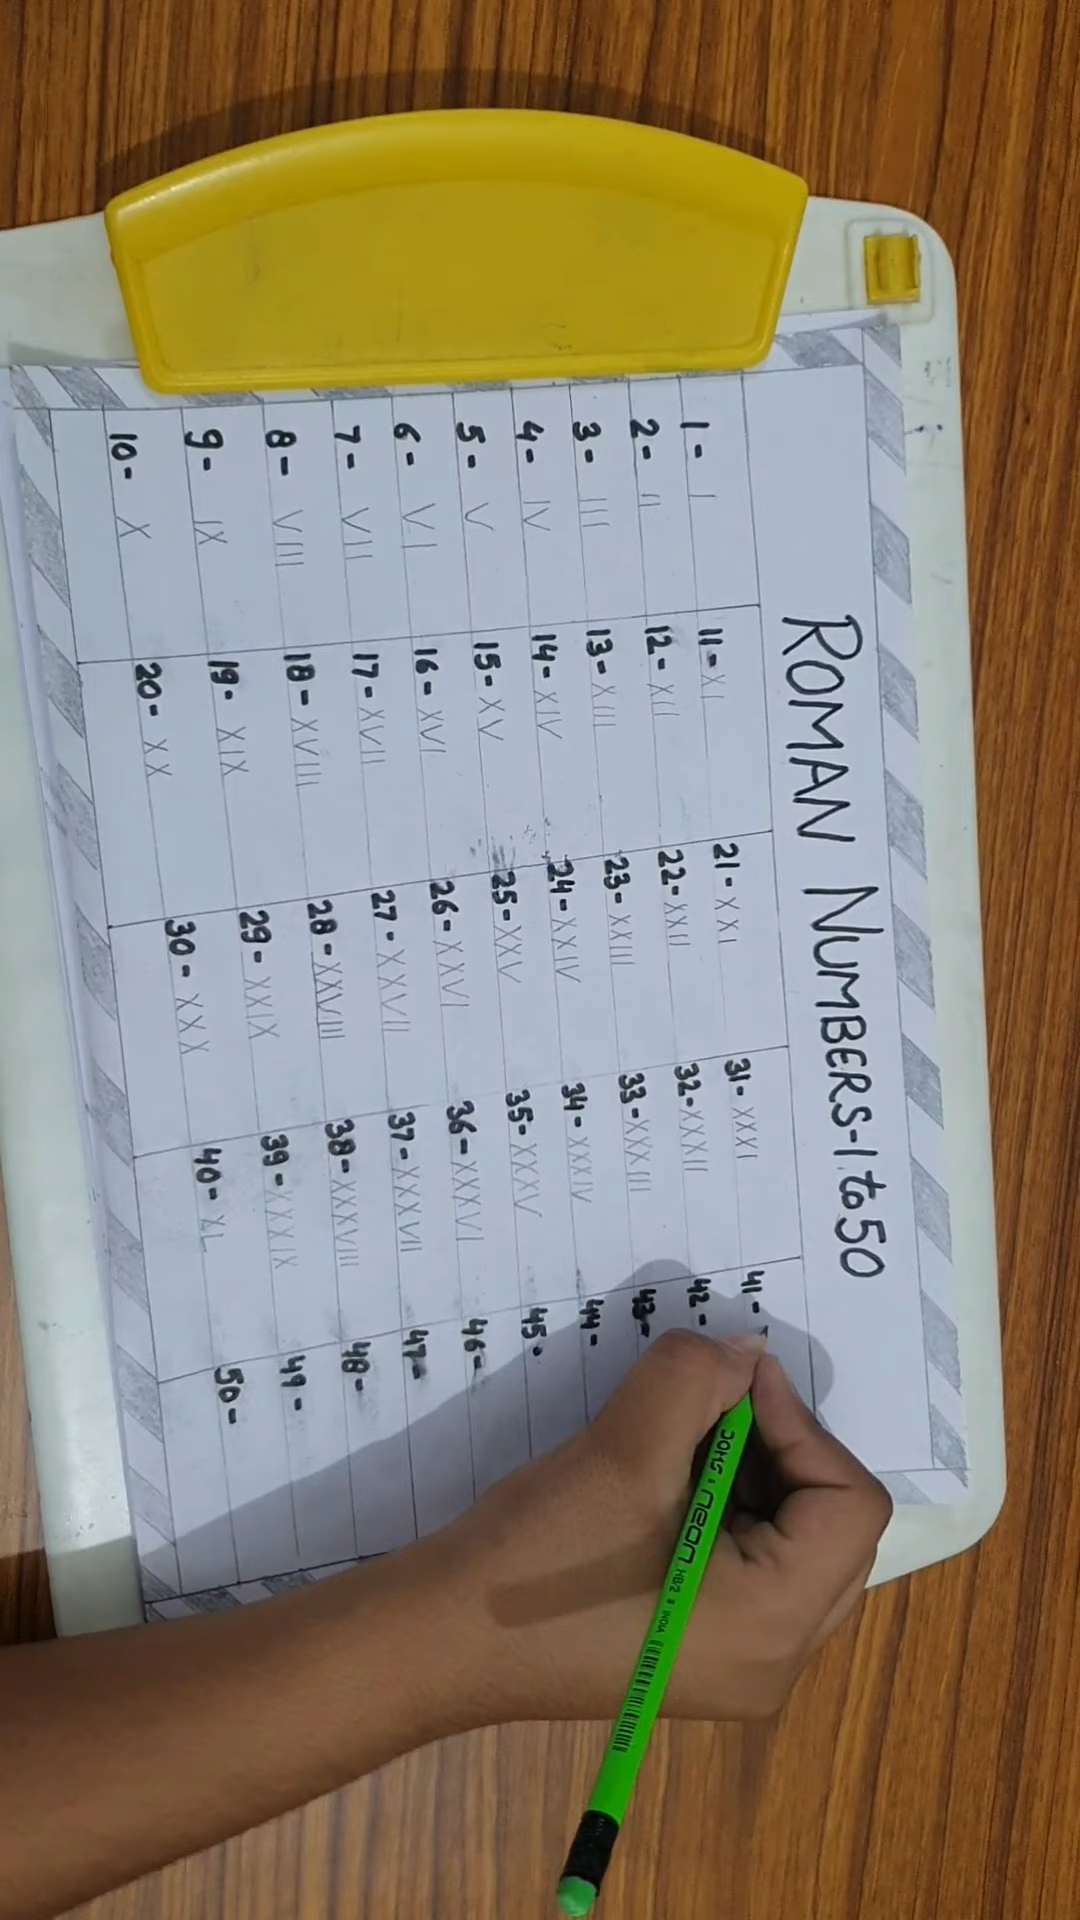 ROMAN NUMBERS-1 to 50
1- I
2- II
3- III
4- IV
5- V
6- VI
7- VII
8- VIII
9- IX
10- X
11- XI
12- XII
13- XIII
14- XIV
15- XV
16- XVI
17- XVII
18- XVIII
19- XIX
20- XX
21- XXI
22- XXII
23- XXIII
24- XXIV
25- XXV
26- XXVI
27- XXVII
28- XXVIII
29- XXIX
30- XXX
31- XXXI
32- XXXII
33- XXXIII
34- XXXIV
35- XXXV
36- XXXVI
37- XXXVII
38- XXXVIII
39- XXXIX
40- XL
41-
42-
43-
44-
45-
46-
47-
48-
49-
50-
DOMS neon HB/2 INDIA